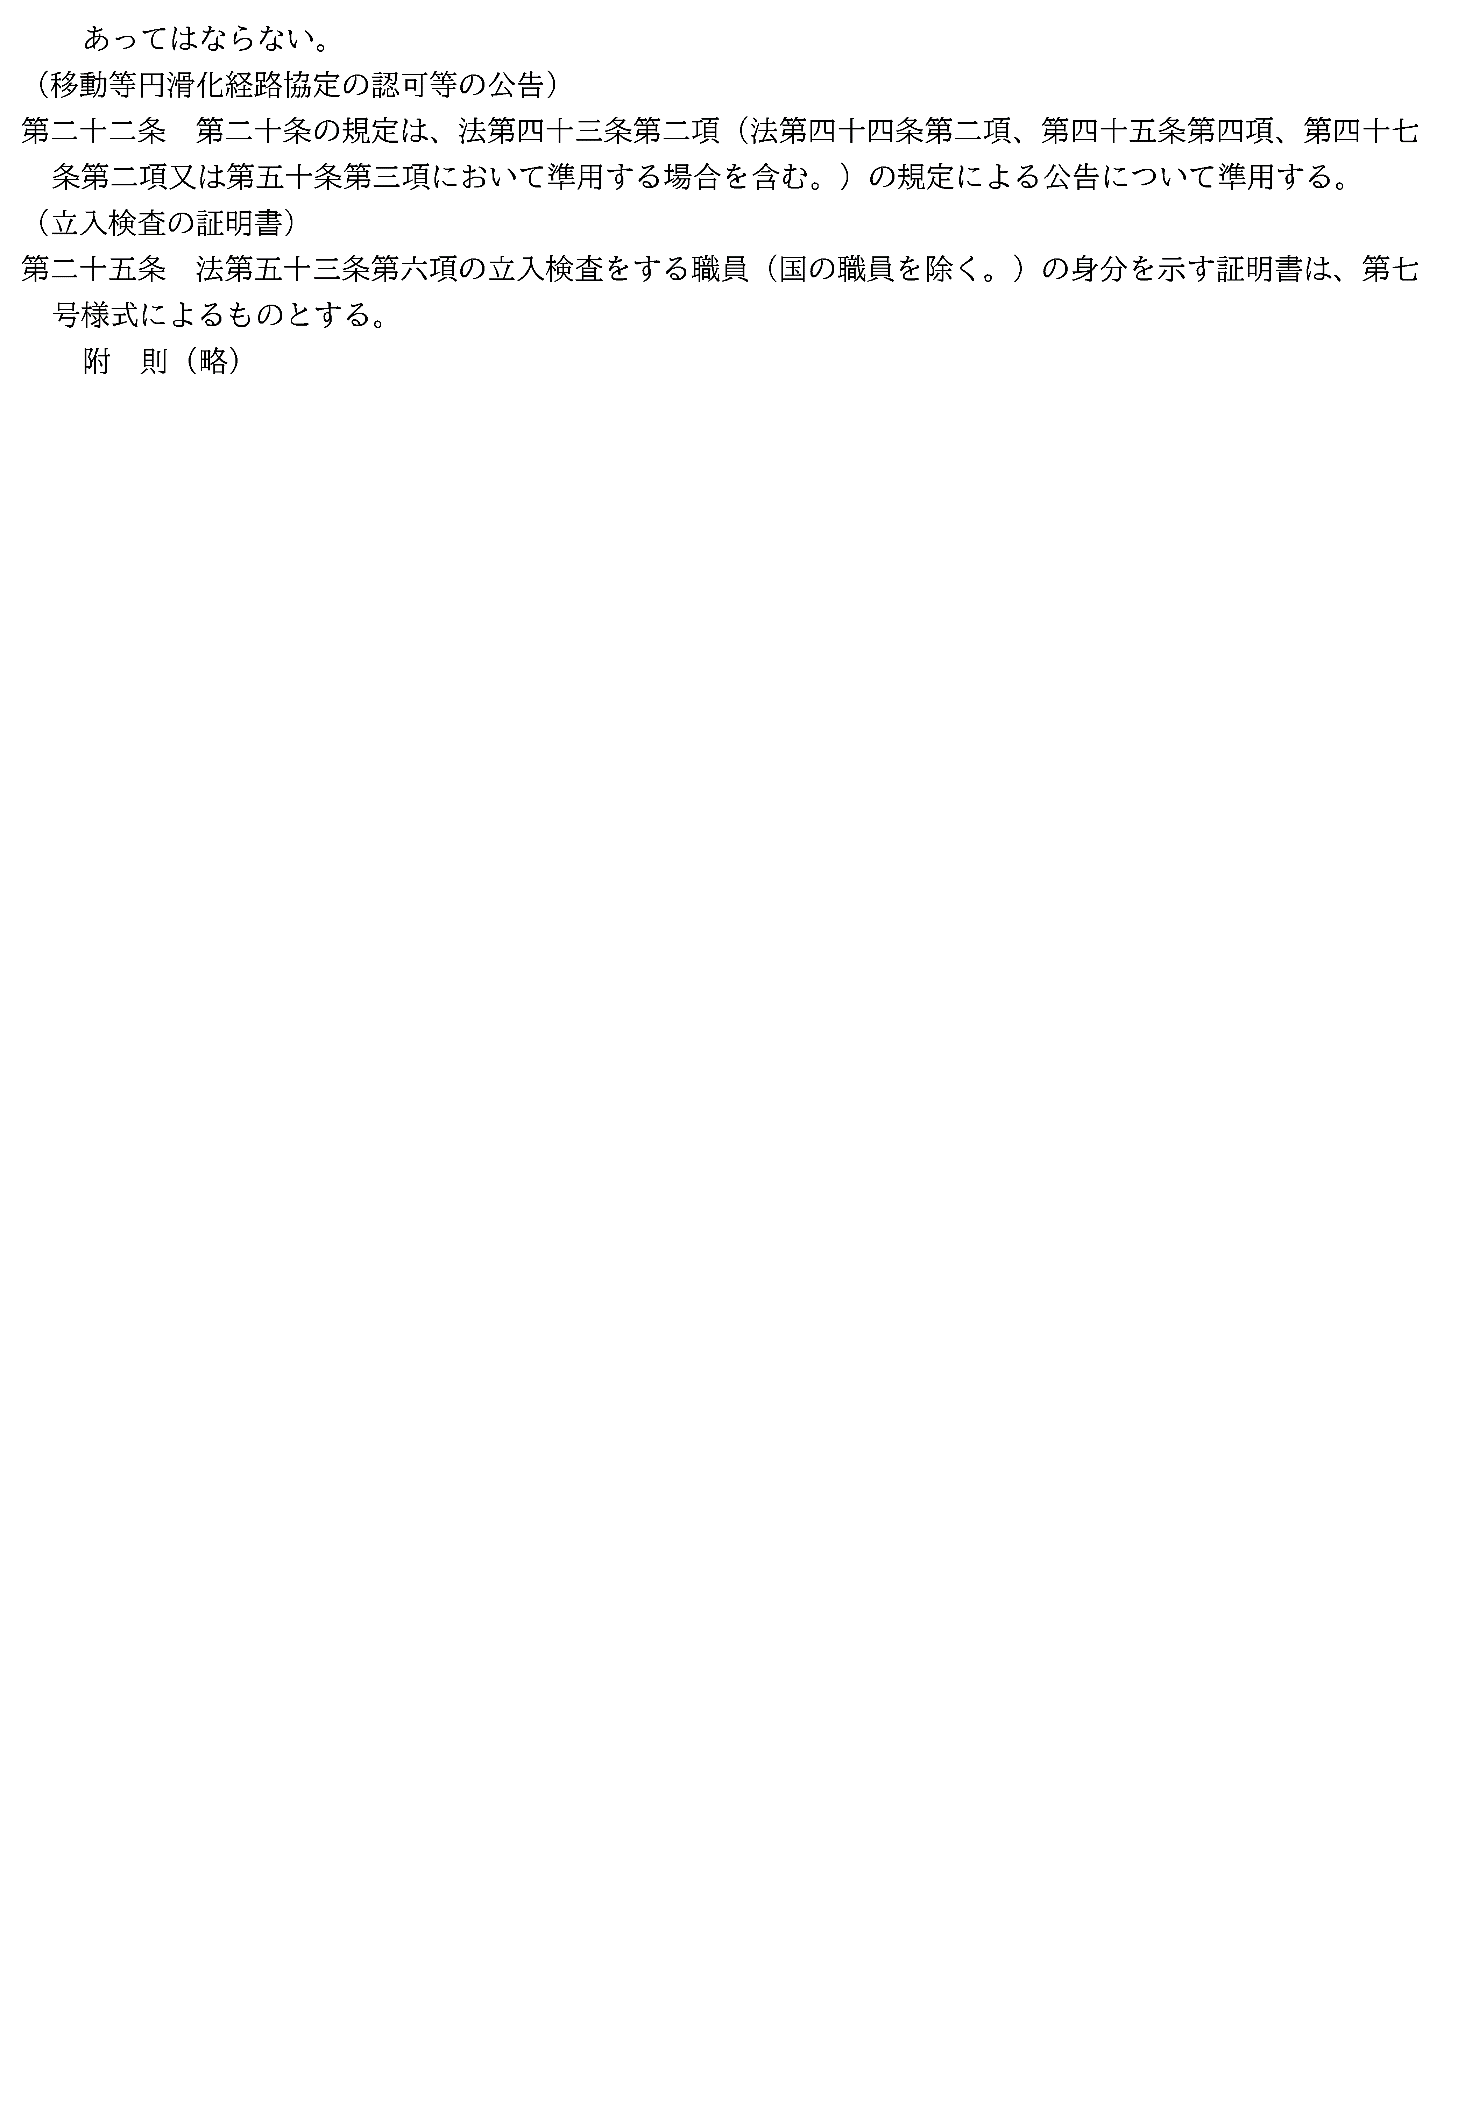 あってはならない。
（移動等円滑化経路協定の認可等の公告）
第二十二条　第二十条の規定は、法第四十三条第二項（法第四十四条第二項、第四十五条第四項、第四十七
条第二項又は第五十条第三項において準用する場合を含む。）の規定による公告について準用する。
（立入検査の証明書）
第二十五条　法第五十三条第六項の立入検査をする職員（国の職員を除く。）の身分を示す証明書は、第七
号様式によるものとする。
附　則（略）